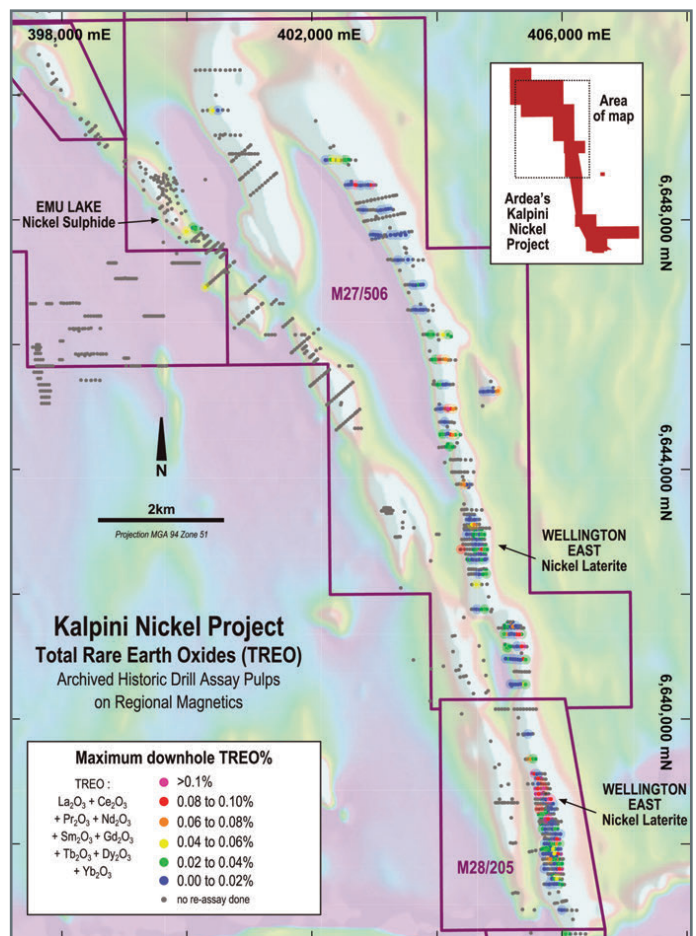 398,000 mE
402,000 mE
406,000 mE
Area
of map
Ardea's
Kalpini
Nickel
Project
6,648,000 mN
EMU LAKE
Nickel Sulphide
M27/506
N
2km
Projection MGA 94 Zone 51
6,644,000 mN
WELLINGTON
EAST
Nickel Laterite
Kalpini Nickel Project
Total Rare Earth Oxides (TREO)
Archived Historic Drill Assay Pulps
on Regional Magnetics
6,640,000 mN
Maximum downhole TREO%
TREO :
La₂O₃ + Ce₂O₃
+ Pr₂O₃ + Nd₂O₃
+ Sm₂O₃ + Gd₂O₃
+ Tb₂O₃ + Dy₂O₃
+ Yb₂O₃
>0.1%
0.08 to 0.10%
0.06 to 0.08%
0.04 to 0.06%
0.02 to 0.04%
0.00 to 0.02%
no re-assay done
WELLINGTON
EAST
Nickel Laterite
M28/205